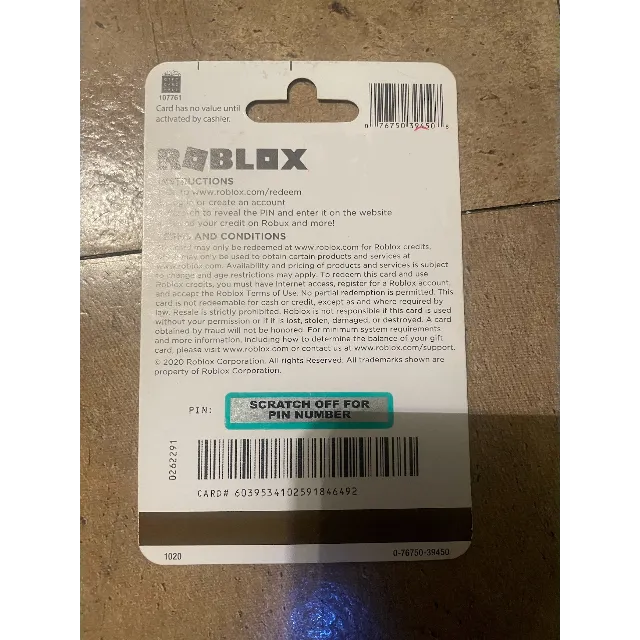 107761
Card has no value until
activated by cashier.
0 76750 39450 6
ROBLOX
INSTRUCTIONS
www.roblox.com/redeem
or create an account
to reveal the PIN and enter it on the website
your credit on Robux and more!
AND CONDITIONS
card may only be redeemed at www.roblox.com for Roblox credits.
may only be used to obtain certain products and services at
www.roblox.com. Availability and pricing of products and services is subject
to change and age restrictions may apply. To redeem this card and use
Roblox credits, you must have Internet access, register for a Roblox account,
and accept the Roblox Terms of Use. No partial redemption is permitted. This
card is not redeemable for cash or credit, except as and where required by
law. Resale is strictly prohibited. Roblox is not responsible if this card is used
without your permission or if it is lost, stolen, damaged, or destroyed. A card
obtained by fraud will not be honored. For minimum system requirements
and more information, including how to determine the balance of your gift
card, please visit www.roblox.com or contact us at www.roblox.com/support.
© 2020 Roblox Corporation. All rights Reserved. All trademarks shown are
property of Roblox Corporation.
PIN:
SCRATCH OFF FOR
PIN NUMBER
0262291
CARD# 6039534102591846492
1020
0-76750-39450